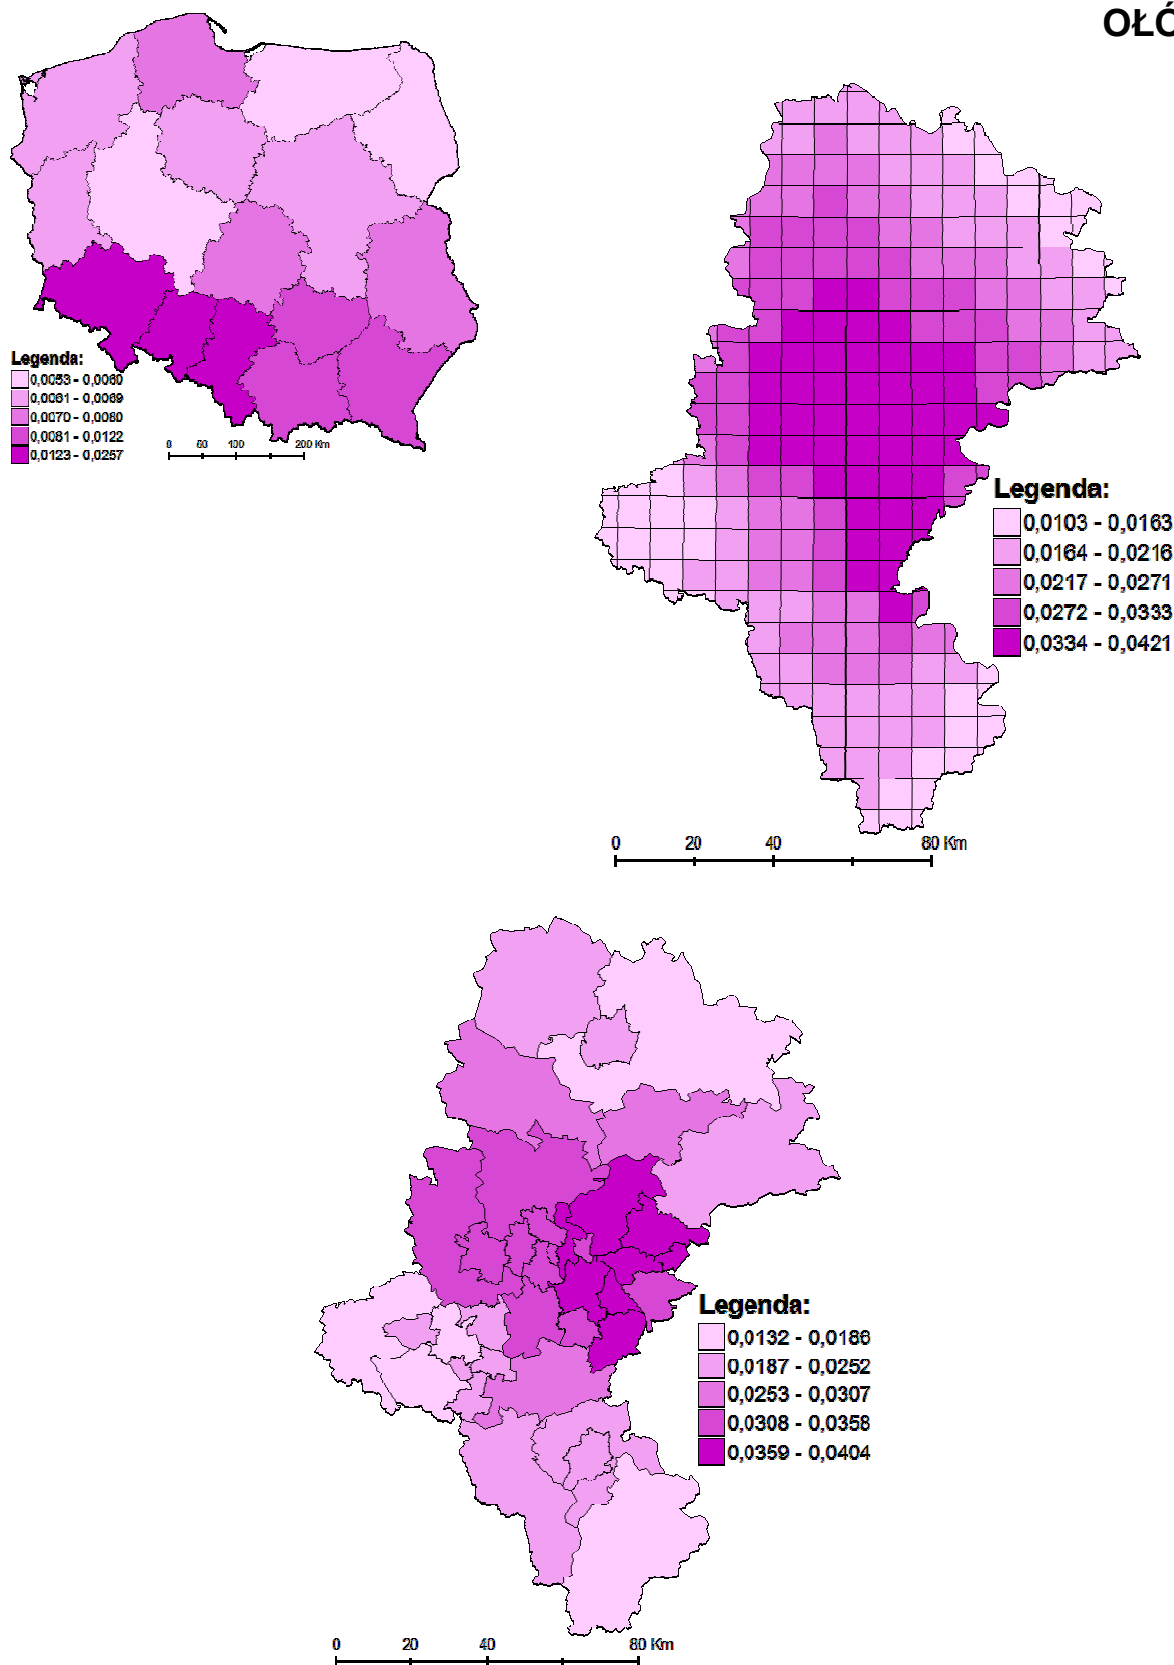 OŁÓ
Legenda:
0,0053 - 0,0060
0,0061 - 0,0069
0,0070 - 0,0080
0,0081 - 0,0122
0,0123 - 0,0257
0 50 100 200 Km
Legenda:
0,0103 - 0,0163
0,0164 - 0,0216
0,0217 - 0,0271
0,0272 - 0,0333
0,0334 - 0,0421
0 20 40 80 Km
Legenda:
0,0132 - 0,0186
0,0187 - 0,0252
0,0253 - 0,0307
0,0308 - 0,0358
0,0359 - 0,0404
0 20 40 80 Km